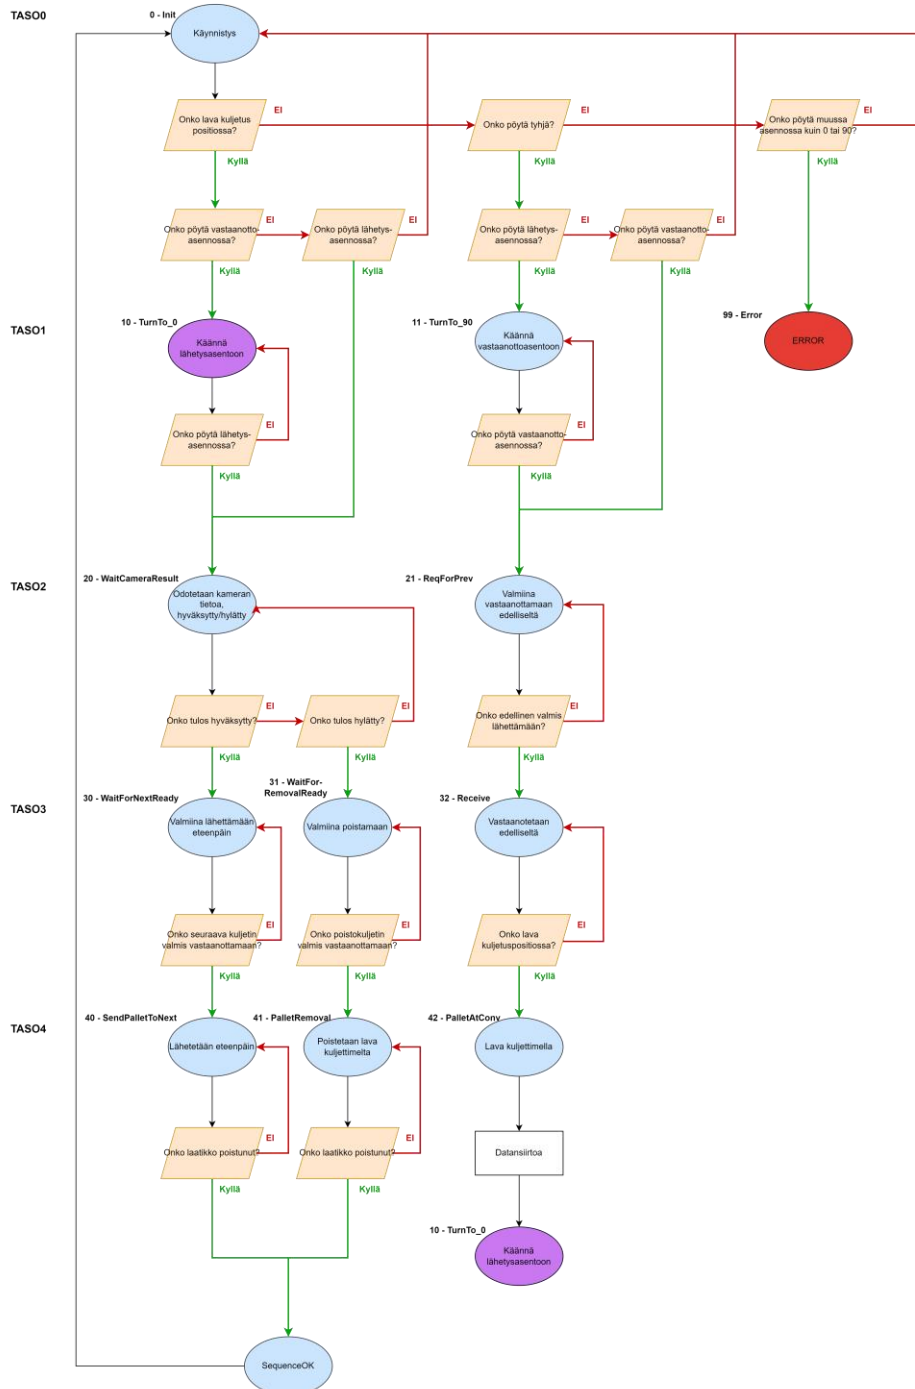 TASO0
0 - Init
Käynnistys
Onko lava kuljetus
positiossa?
EI
Kyllä
Onko pöytä tyhjä?
EI
Kyllä
Onko pöytä muussa
asennossa kuin 0 tai 90?
EI
Kyllä
Onko pöytä vastaanotto-
asennossa?
EI
Kyllä
Onko pöytä lähetys-
asennossa?
EI
Onko pöytä lähetys-
asennossa?
EI
Kyllä
Onko pöytä vastaanotto-
asennossa?
EI
TASO1
10 - TurnTo_0
Käännä
lähetysasentoon
11 - TurnTo_90
Käännä
vastaanottoasentoon
99 - Error
ERROR
Onko pöytä lähetys-
asennossa?
EI
Kyllä
Onko pöytä vastaanotto-
asennossa?
EI
Kyllä
TASO2
20 - WaitCameraResult
Odotetaan kameran
tietoa,
hyväksytty/hylätty
21 - ReqForPrev
Valmiina
vastaanottamaan
edelliseltä
Onko tulos hyväksytty?
EI
Kyllä
Onko tulos hylätty?
EI
Kyllä
Onko edellinen valmis
lähettämään?
EI
Kyllä
TASO3
30 - WaitForNextReady
Valmiina lähettämään
eteenpäin
31 - WaitFor-
RemovalReady
Valmiina poistamaan
32 - Receive
Vastaanotetaan
edelliseltä
Onko seuraava kuljetin
valmis vastaanottamaan?
EI
Kyllä
Onko poistokuljetin
valmis vastaanottamaan?
EI
Kyllä
Onko lava
kuljetuspositiossa?
EI
Kyllä
TASO4
40 - SendPalletToNext
Lähetetään eteenpäin
41 - PalletRemoval
Poistetaan lava
kuljettimelta
42 - PalletAtConv
Lava kuljettimella
Onko laatikko poistunut?
EI
Kyllä
Onko laatikko poistunut?
EI
Kyllä
Datansiirtoa
10 - TurnTo_0
Käännä
lähetysasentoon
SequenceOK